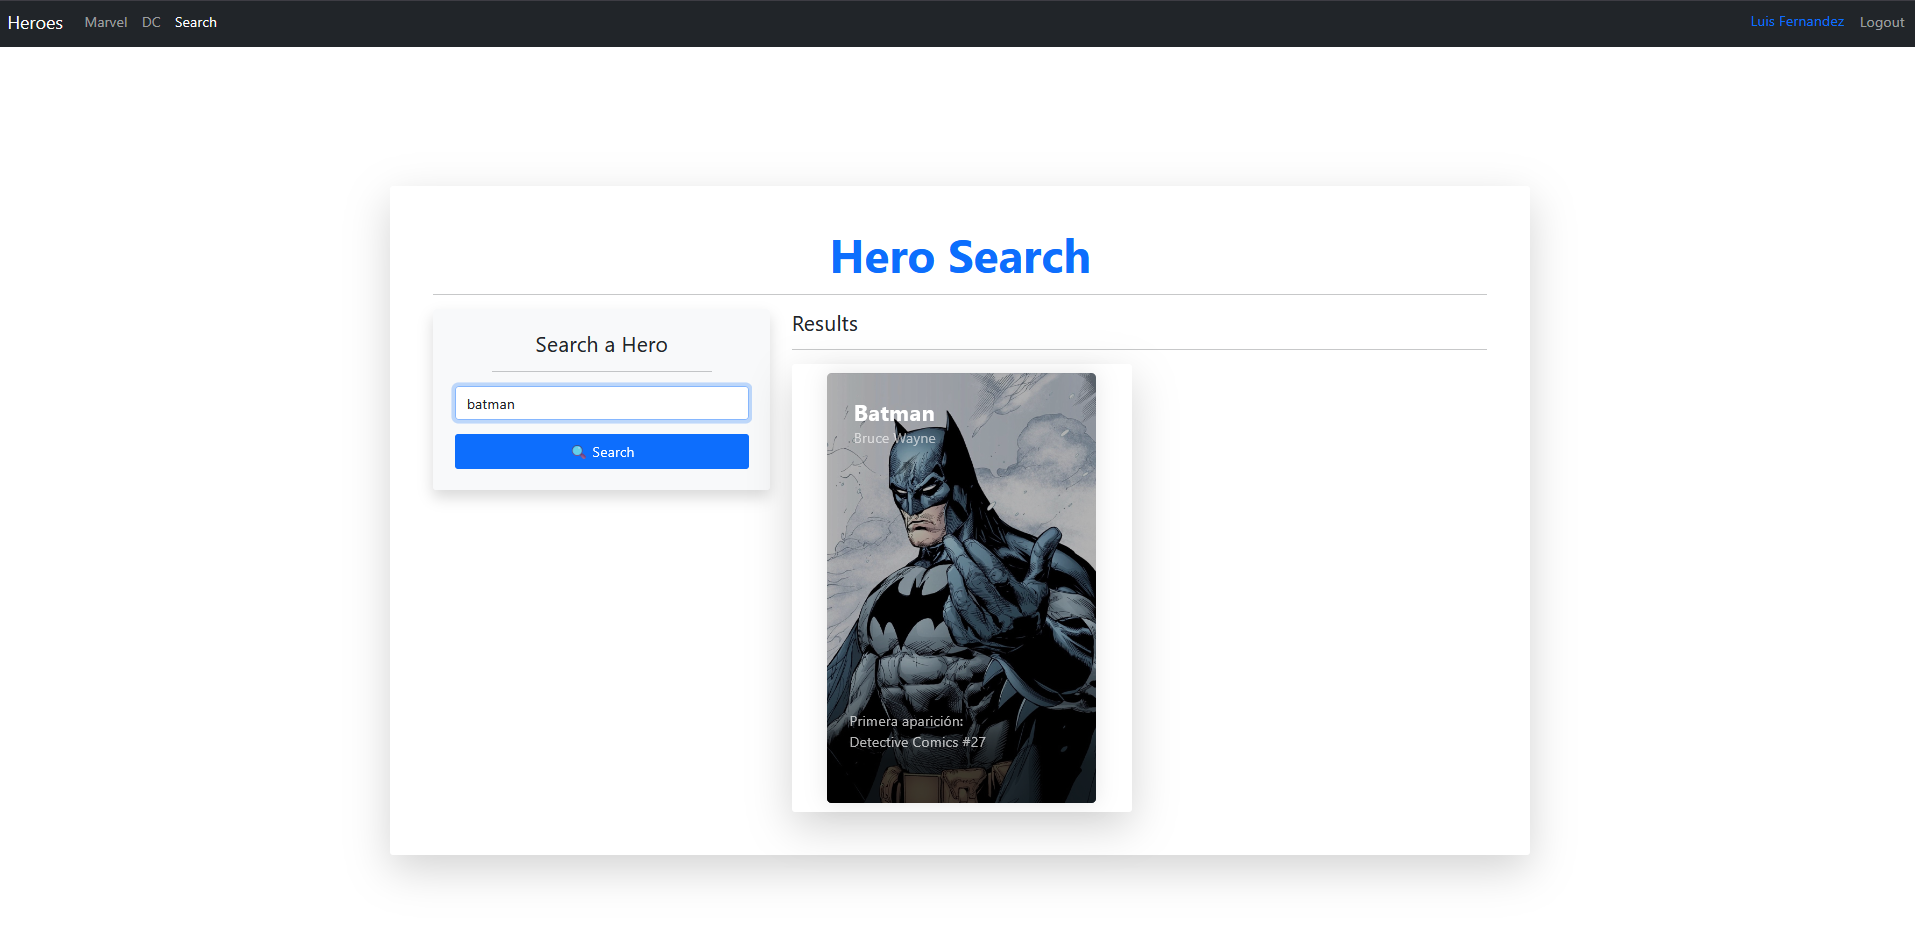 Heroes Marvel DC Search Luis Fernandez Logout
Hero Search
Search a Hero
batman
🔍 Search
Results
Batman
Bruce Wayne
Primera aparición:
Detective Comics #27